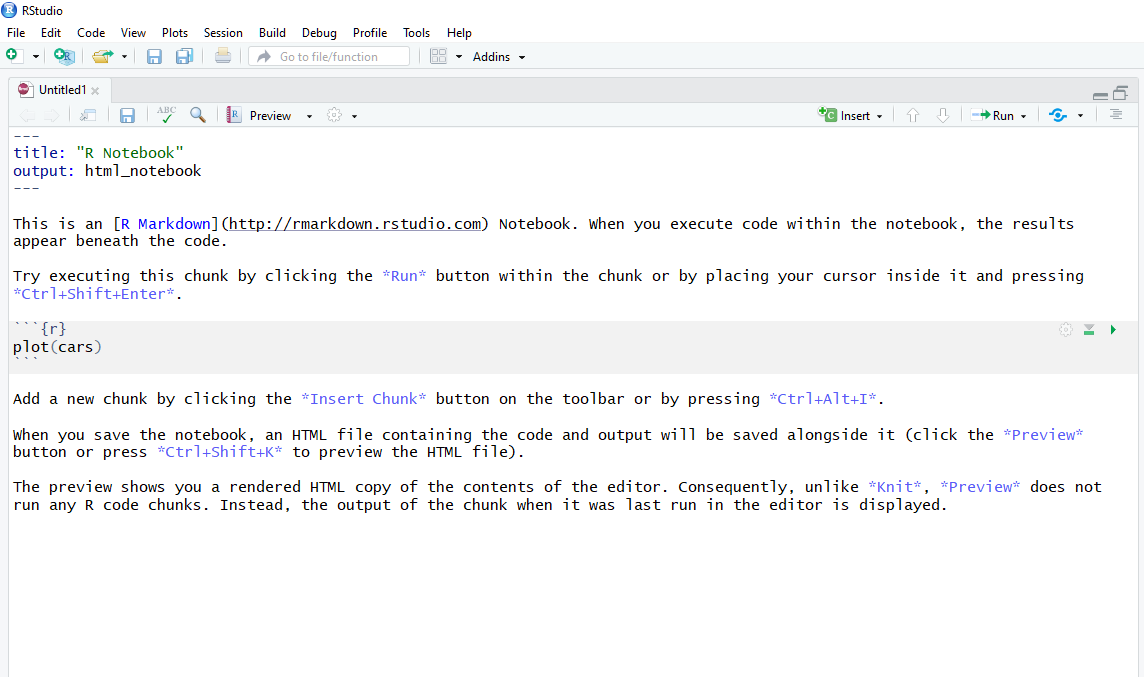 RStudio
File Edit Code View Plots Session Build Debug Profile Tools Help
Go to file/function Addins
Untitled1
ABC Preview Insert Run
---
title: "R Notebook"
output: html_notebook
---
This is an [R Markdown](http://rmarkdown.rstudio.com) Notebook. When you execute code within the notebook, the results
appear beneath the code.
Try executing this chunk by clicking the *Run* button within the chunk or by placing your cursor inside it and pressing
*Ctrl+Shift+Enter*.
```{r}
plot(cars)
```
Add a new chunk by clicking the *Insert Chunk* button on the toolbar or by pressing *Ctrl+Alt+I*.
When you save the notebook, an HTML file containing the code and output will be saved alongside it (click the *Preview*
button or press *Ctrl+Shift+K* to preview the HTML file).
The preview shows you a rendered HTML copy of the contents of the editor. Consequently, unlike *Knit*, *Preview* does not
run any R code chunks. Instead, the output of the chunk when it was last run in the editor is displayed.